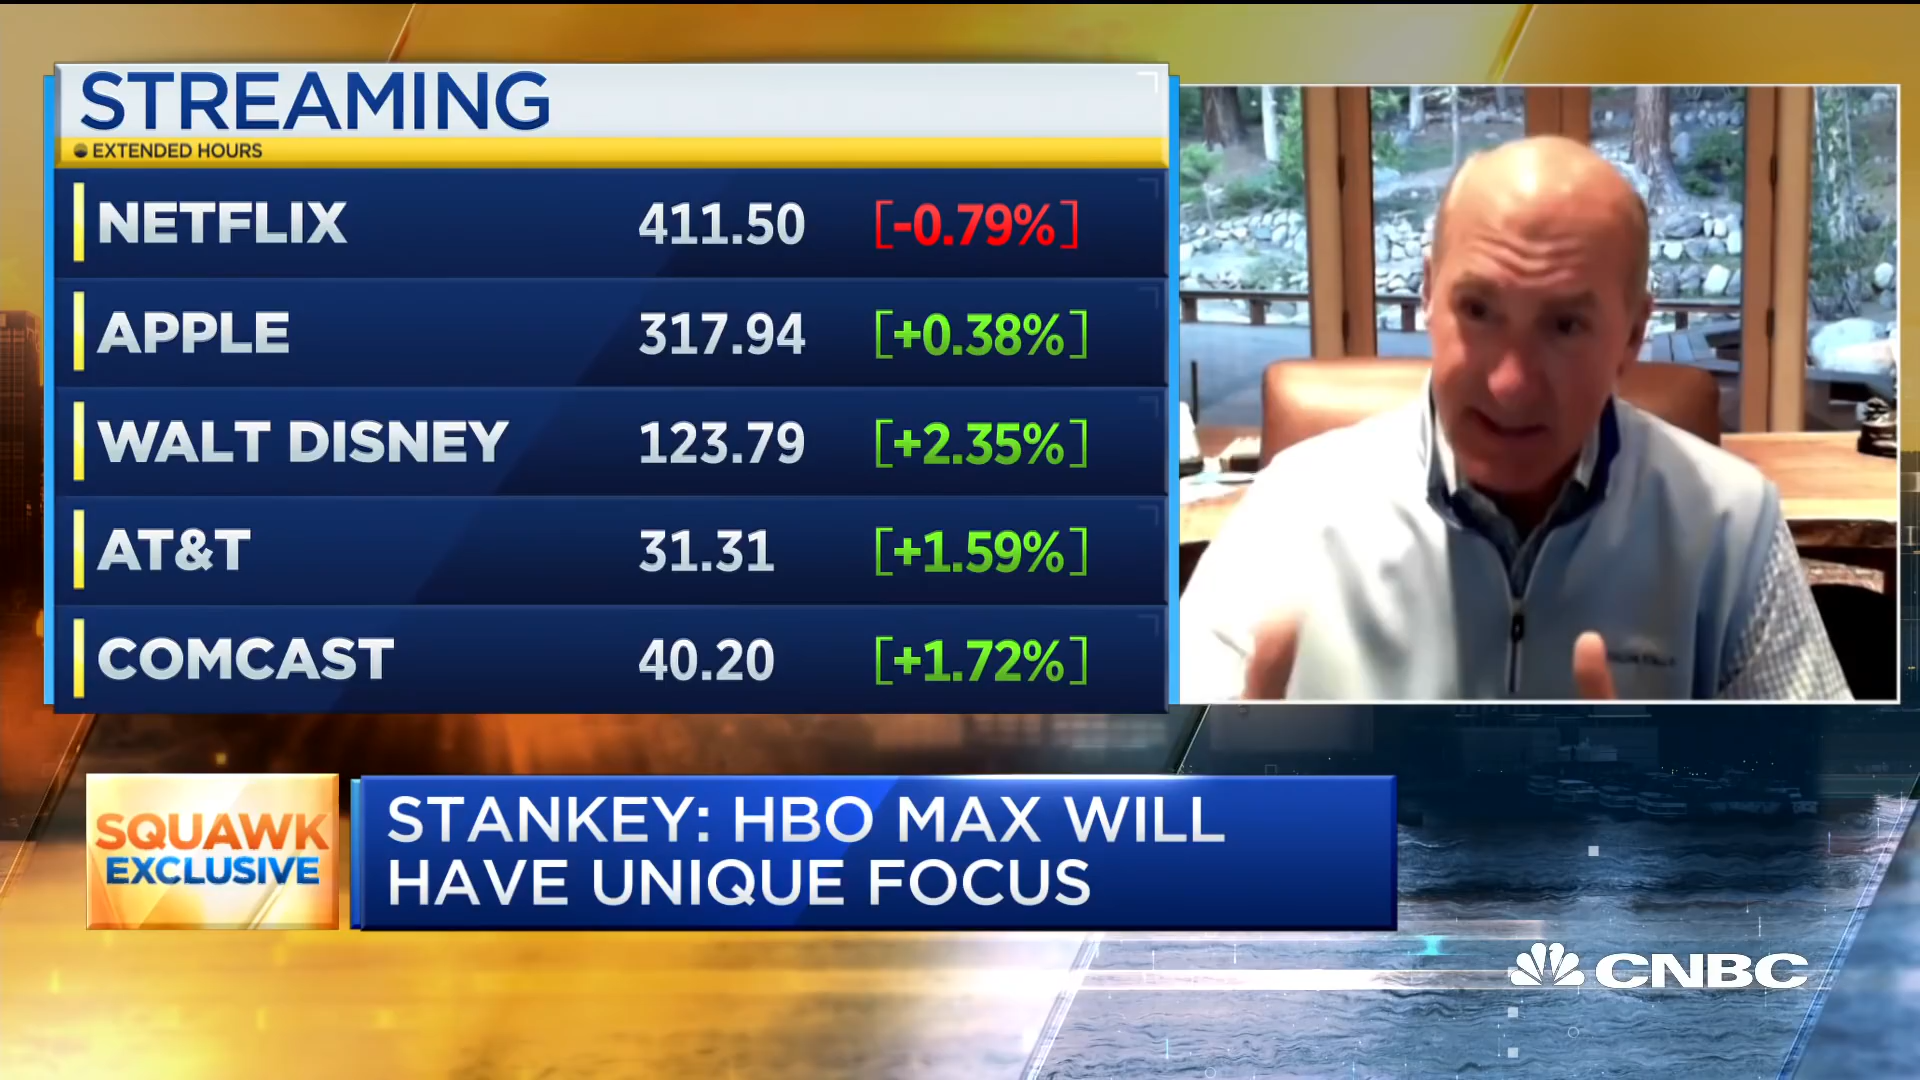 STREAMING
EXTENDED HOURS
NETFLIX 411.50 [-0.79%]
APPLE 317.94 [+0.38%]
WALT DISNEY 123.79 [+2.35%]
AT&T 31.31 [+1.59%]
COMCAST 40.20 [+1.72%]
SQUAWK
EXCLUSIVE
STANKEY: HBO MAX WILL
HAVE UNIQUE FOCUS
CNBC